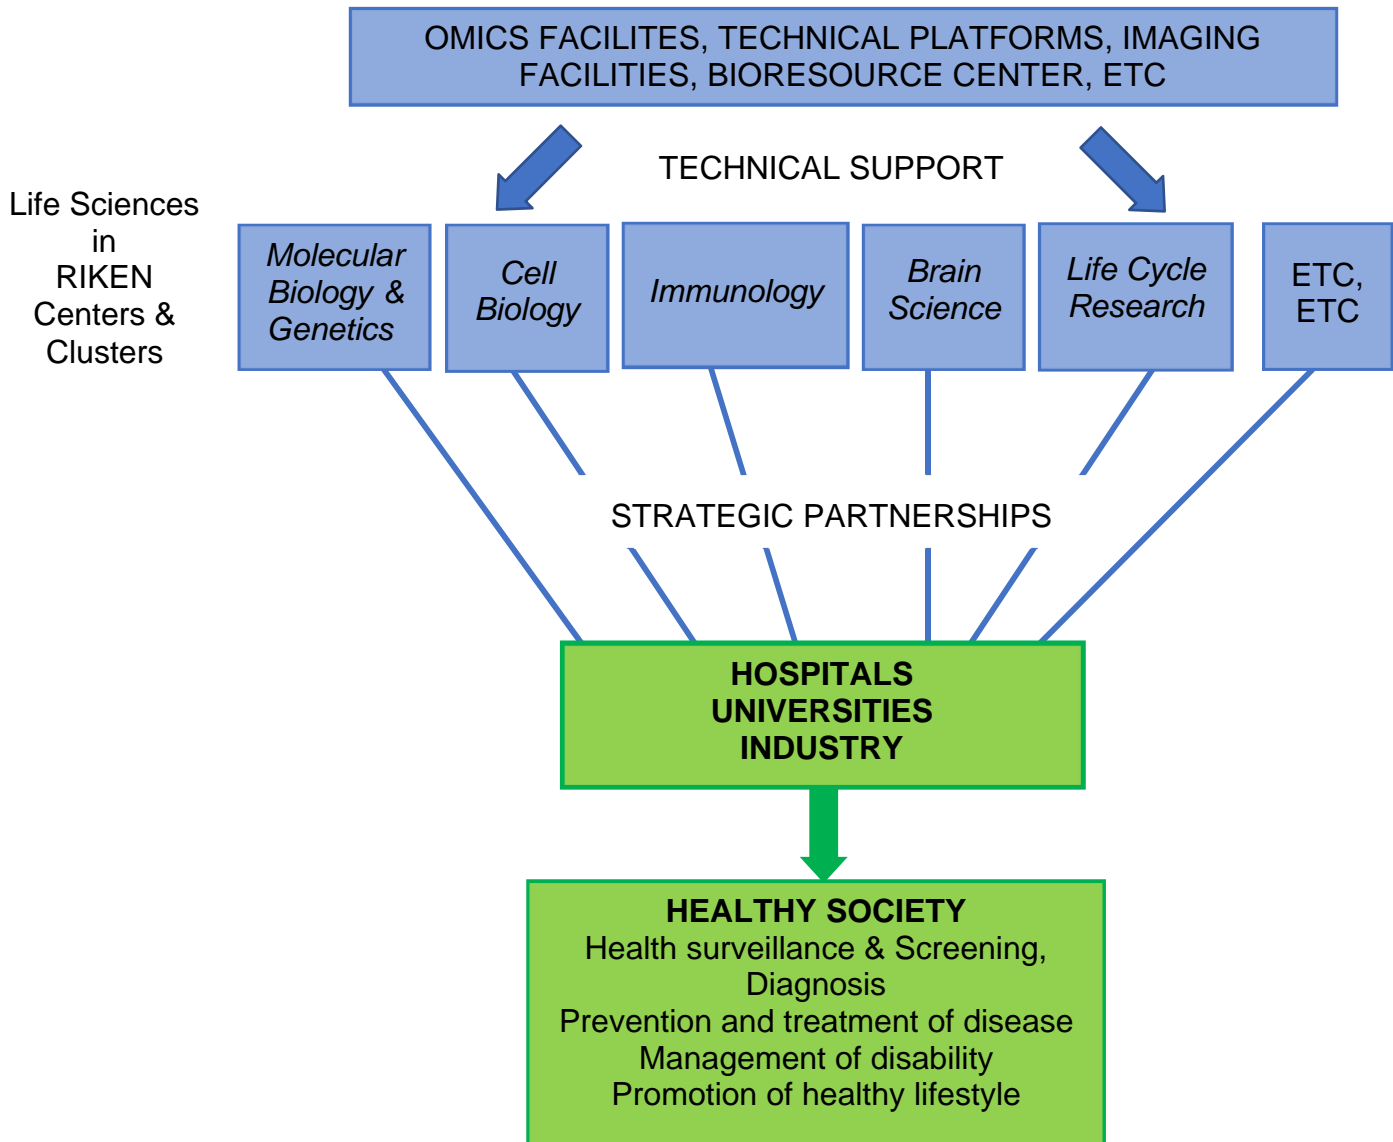 OMICS FACILITES, TECHNICAL PLATFORMS, IMAGING
FACILITIES, BIORESOURCE CENTER, ETC
TECHNICAL SUPPORT
Life Sciences
in
RIKEN
Centers &
Clusters
Molecular
Biology &
Genetics
Cell
Biology
Immunology
Brain
Science
Life Cycle
Research
ETC,
ETC
STRATEGIC PARTNERSHIPS
HOSPITALS
UNIVERSITIES
INDUSTRY
HEALTHY SOCIETY
Health surveillance & Screening,
Diagnosis
Prevention and treatment of disease
Management of disability
Promotion of healthy lifestyle